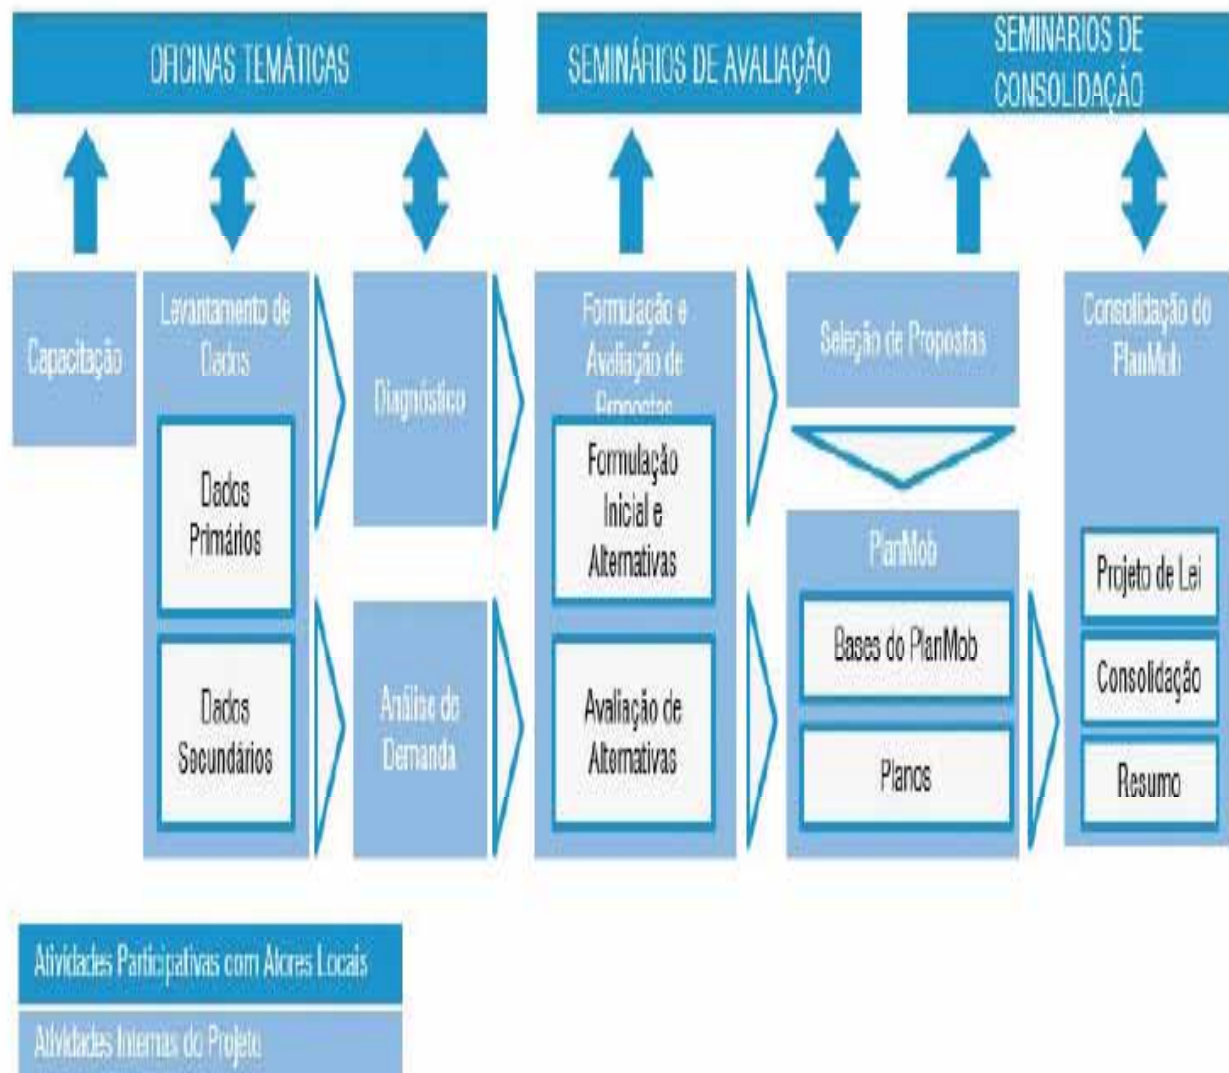 OFICINAS TEMÁTICAS
SEMINÁRIOS DE AVALIAÇÃO
SEMINÁRIOS DE
CONSOLIDAÇÃO
Capacitação
Levantamento de
Dados
Dados
Primários
Dados
Secundários
Diagnóstico
Análise de
Demanda
Formulação e
Avaliação de
Propostas
Formulação
Inicial e
Alternativas
Avaliação de
Alternativas
Seleção de Propostas
PlanMob
Bases do PlanMob
Planos
Consolidação do
PlanMob
Projeto de Lei
Consolidação
Resumo
Atividades Participativas com Atores Locais
Atividades Internas do Projeto